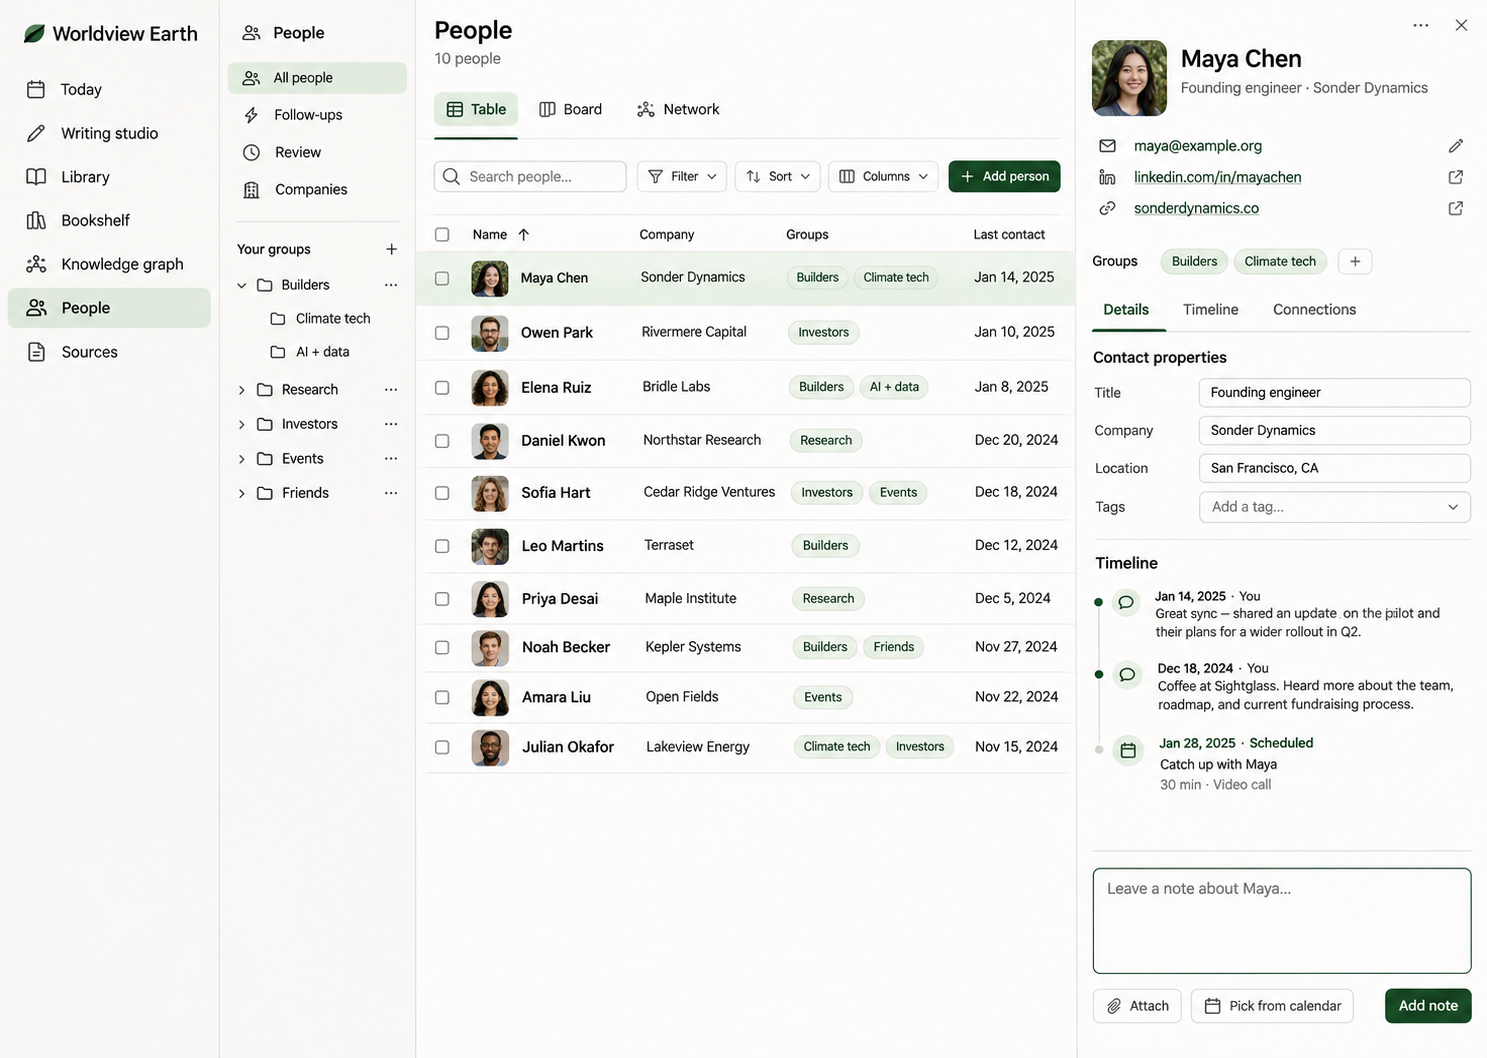 Worldview Earth
Today
Writing studio
Library
Bookshelf
Knowledge graph
People
Sources
People
All people
Follow-ups
Review
Companies
Your groups
Builders
Climate tech
AI + data
Research
Investors
Events
Friends
People
10 people
Table Board Network
Search people... Filter Sort Columns + Add person
Name ↑ Company Groups Last contact
Maya Chen Sonder Dynamics Builders Climate tech Jan 14, 2025
Owen Park Rivermere Capital Investors Jan 10, 2025
Elena Ruiz Bridle Labs Builders AI + data Jan 8, 2025
Daniel Kwon Northstar Research Research Dec 20, 2024
Sofia Hart Cedar Ridge Ventures Investors Events Dec 18, 2024
Leo Martins Terraset Builders Dec 12, 2024
Priya Desai Maple Institute Research Dec 5, 2024
Noah Becker Kepler Systems Builders Friends Nov 27, 2024
Amara Liu Open Fields Events Nov 22, 2024
Julian Okafor Lakeview Energy Climate tech Investors Nov 15, 2024
Maya Chen
Founding engineer · Sonder Dynamics
maya@example.org
linkedin.com/in/mayachen
sonderdynamics.co
Groups Builders Climate tech +
Details Timeline Connections
Contact properties
Title Founding engineer
Company Sonder Dynamics
Location San Francisco, CA
Tags Add a tag...
Timeline
Jan 14, 2025 · You
Great sync – shared an update on the pilot and
their plans for a wider rollout in Q2.
Dec 18, 2024 · You
Coffee at Sightglass. Heard more about the team,
roadmap, and current fundraising process.
Jan 28, 2025 · Scheduled
Catch up with Maya
30 min · Video call
Leave a note about Maya...
Attach Pick from calendar Add note